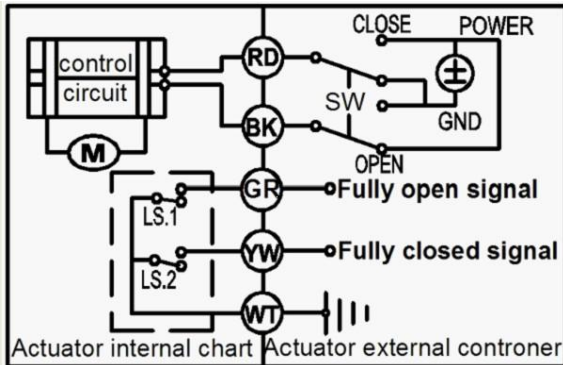 CLOSE POWER
control
circuit
RD
SW
GND
M
BK
OPEN
GR
Fully open signal
LS.1
YW
Fully closed signal
LS.2
WT
Actuator internal chart
Actuator external controner